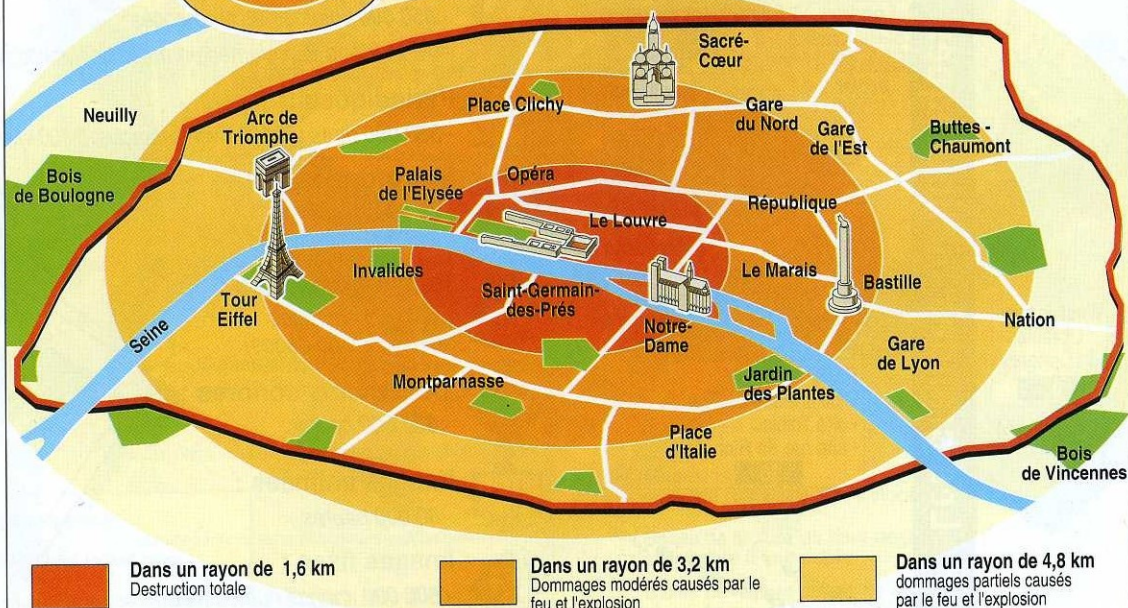 Sacré-
Cœur
Neuilly
Arc de
Triomphe
Place Clichy
Gare
du Nord
Gare
de l'Est
Buttes -
Chaumont
Bois
de Boulogne
Palais
de l'Elysée
Opéra
Le Louvre
République
Invalides
Le Marais
Bastille
Tour
Eiffel
Saint-Germain-
des-Prés
Seine
Notre-
Dame
Nation
Gare
de Lyon
Montparnasse
Jardin
des Plantes
Place
d'Italie
Bois
de Vincennes
Dans un rayon de 1,6 km
Destruction totale
Dans un rayon de 3,2 km
Dommages modérés causés par le
feu et l'explosion
Dans un rayon de 4,8 km
dommages partiels causés
par le feu et l'explosion